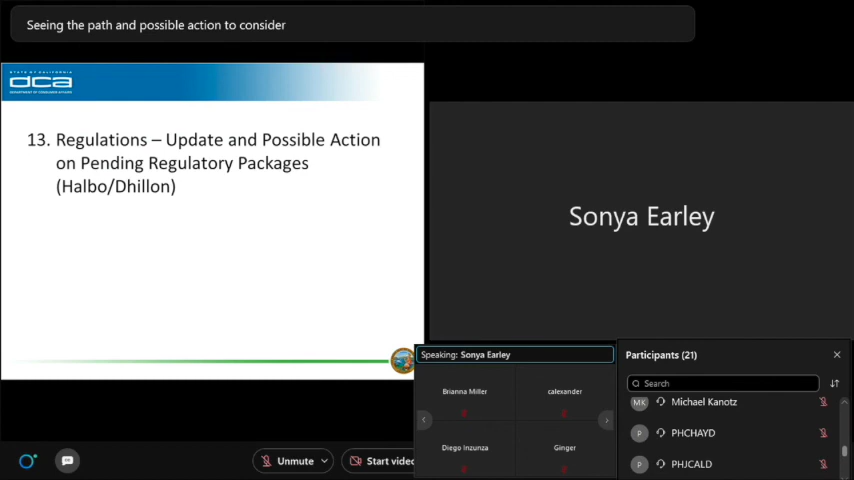 Seeing the path and possible action to consider
STATE OF CALIFORNIA
dca
DEPARTMENT OF CONSUMER AFFAIRS
13. Regulations – Update and Possible Action
on Pending Regulatory Packages
(Halbo/Dhillon)
Sonya Earley
Speaking: Sonya Earley
Brianna Miller
calexander
Diego Inzunza
Ginger
Participants (21)
Search
MK Michael Kanotz
P PHCHAYD
P PHJCALD
Unmute
Start video